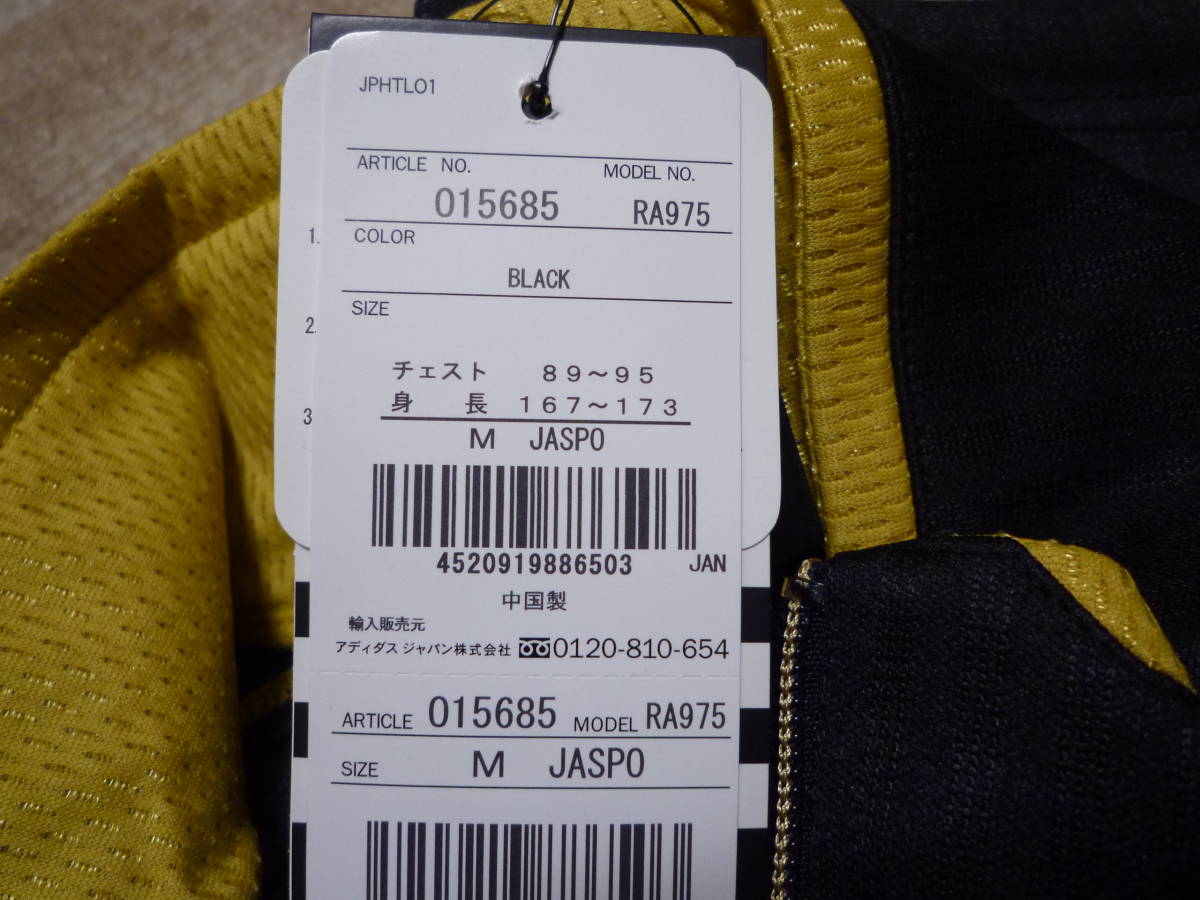 JPHTL01
ARTICLE NO. MODEL NO.
015685 RA975
1.
COLOR
BLACK
SIZE
2.
チェスト 89～95
身長 167～173
3
M JASPO
4520919886503 JAN
中国製
輸入販売元
アディダス ジャパン株式会社 0120-810-654
ARTICLE 015685 MODEL RA975
SIZE M JASPO